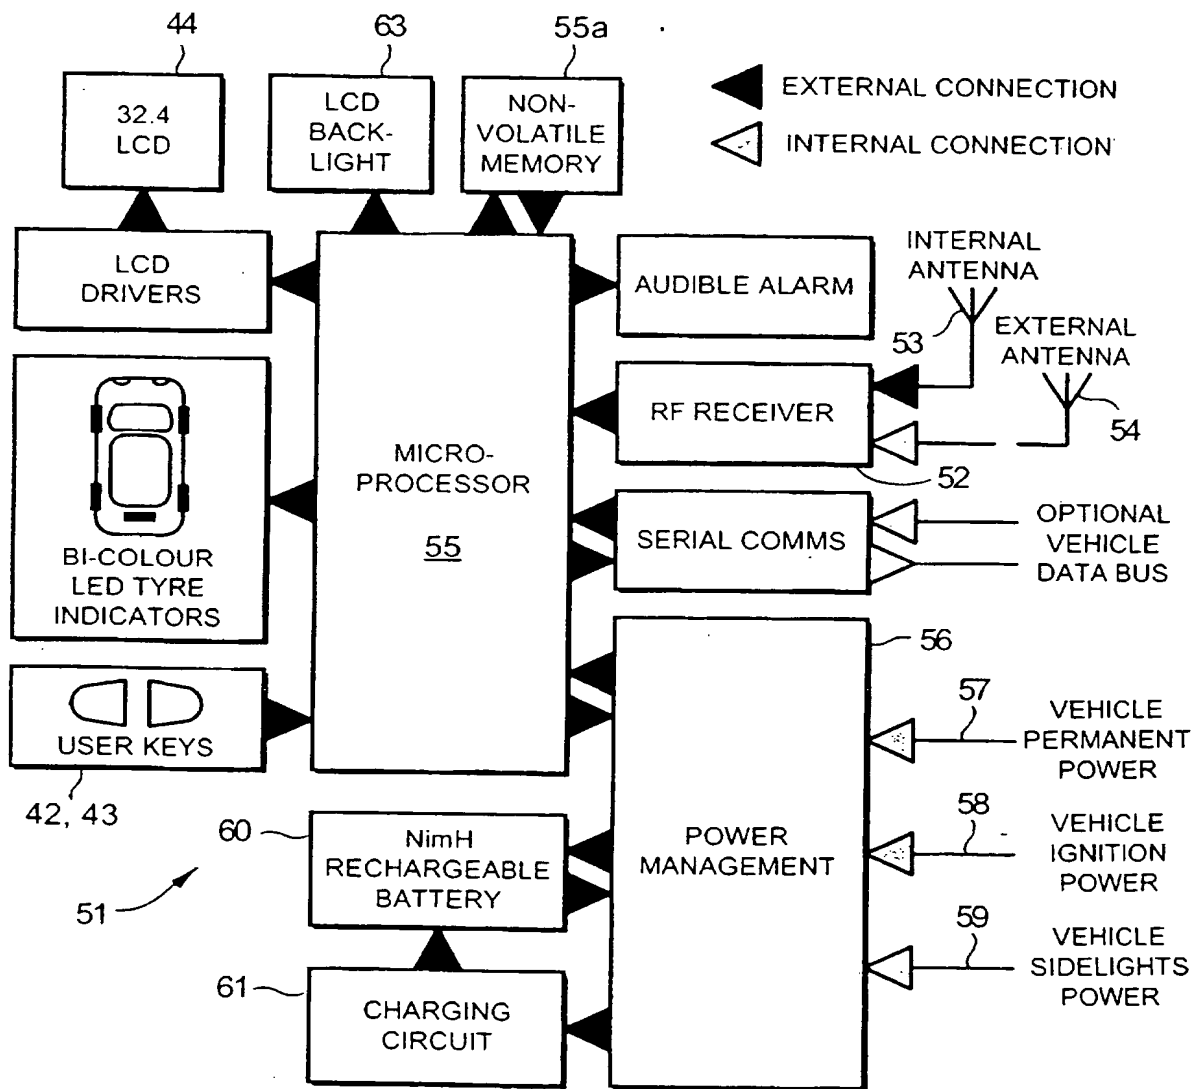 44
63
55a
32.4
LCD
LCD
BACK-
LIGHT
NON-
VOLATILE
MEMORY
EXTERNAL CONNECTION
INTERNAL CONNECTION
LCD
DRIVERS
AUDIBLE ALARM
INTERNAL
ANTENNA
53
EXTERNAL
ANTENNA
54
RF RECEIVER
52
MICRO-
PROCESSOR
55
BI-COLOUR
LED TYRE
INDICATORS
SERIAL COMMS
OPTIONAL
VEHICLE
DATA BUS
56
USER KEYS
42, 43
57
VEHICLE
PERMANENT
POWER
60
NimH
RECHARGEABLE
BATTERY
POWER
MANAGEMENT
58
VEHICLE
IGNITION
POWER
51
59
VEHICLE
SIDELIGHTS
POWER
61
CHARGING
CIRCUIT